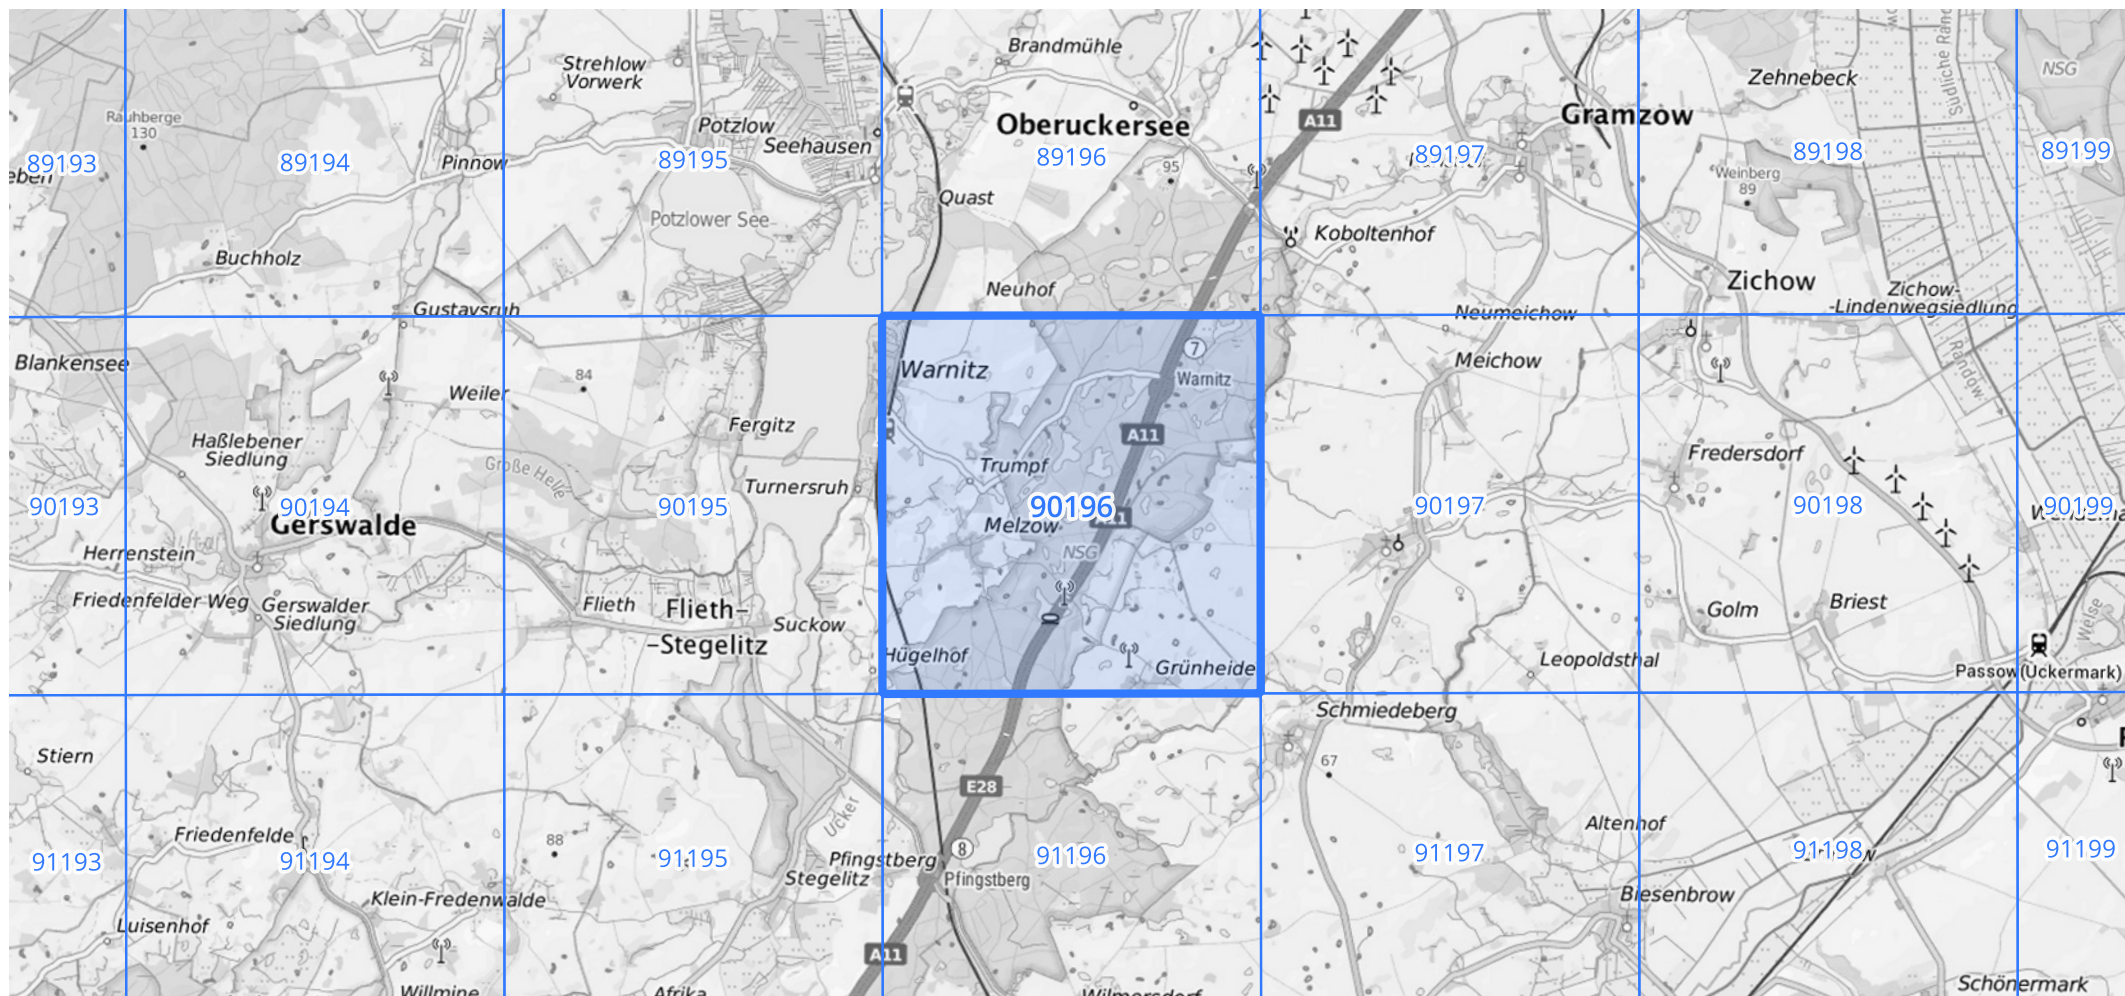 Brandmühle
Strehlow
Vorwerk
Zehnebeck
NSG
Rauhberge
130
Oberuckersee
A11
Gramzow
Potzlow
Seehausen
89193
89194
Pinnow
89195
89196
95
89197
89198
89199
Weinberg
89
Quast
Potzlower See
Koboltenhof
Buchholz
Zichow
Neuhof
Zichow-
-Lindenwegsiedlung
Gustavsruh
Neumeichow
Blankensee
Warnitz
7
Warnitz
Meichow
Randow
Weiler
84
Fergitz
A11
Haßlebener
Siedlung
Große Helle
Trumpf
Fredersdorf
Turnersruh
90193
90194
90195
90196
90197
90198
90199
Gerswalde
Melzow
Herrenstein
NSG
Friedenfelder Weg
Gerswalder
Siedlung
Flieth
Flieth-
-Stegelitz
Suckow
Golm
Briest
Welse
Hügelhof
Grünheide
Leopoldsthal
Passow(Uckermark)
Schmiedeberg
Stiern
67
E28
Ucker
Altenhof
Friedenfelde
88
8
91193
91194
91195
Pfingstberg
Stegelitz
Pfingstberg
91196
91197
91198
91199
Klein-Fredenwalde
Biesenbrow
Luisenhof
A11
Willmine
Afrika
Wilmersdorf
Schönermark